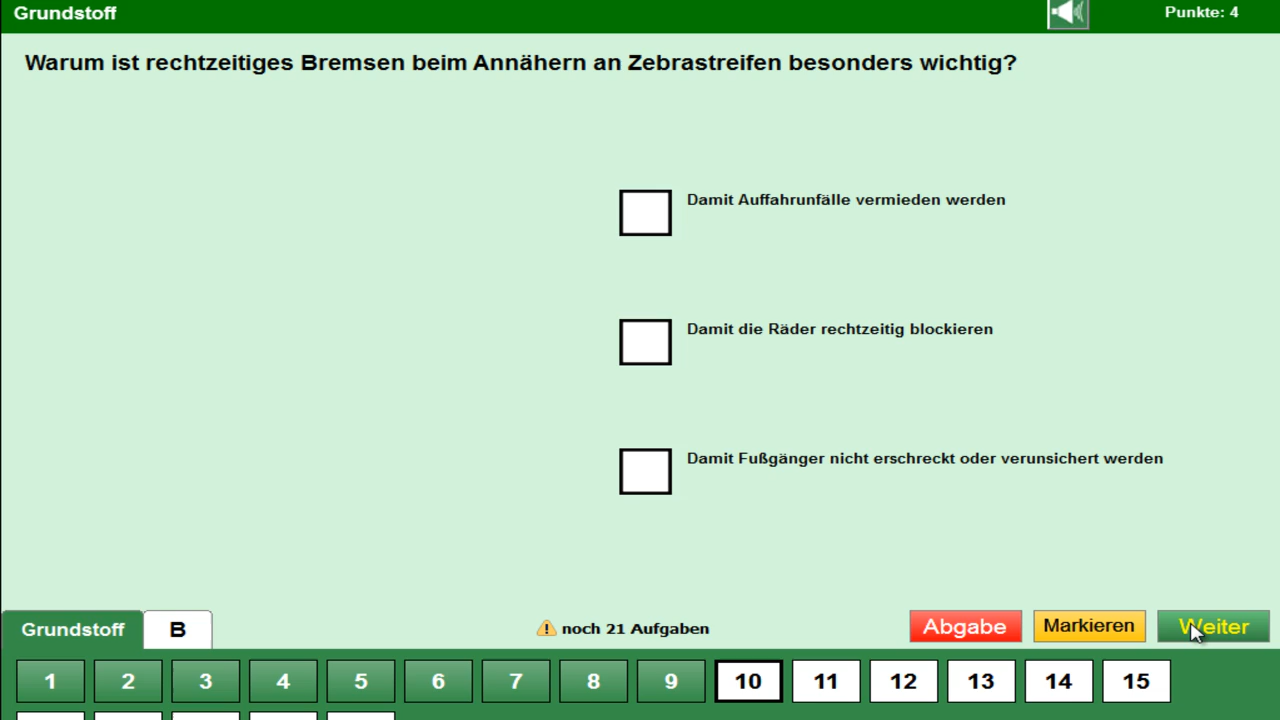 Grundstoff
Punkte: 4
Warum ist rechtzeitiges Bremsen beim Annähern an Zebrastreifen besonders wichtig?
Damit Auffahrunfälle vermieden werden
Damit die Räder rechtzeitig blockieren
Damit Fußgänger nicht erschreckt oder verunsichert werden
Grundstoff B noch 21 Aufgaben Abgabe Markieren Weiter
1 2 3 4 5 6 7 8 9 10 11 12 13 14 15